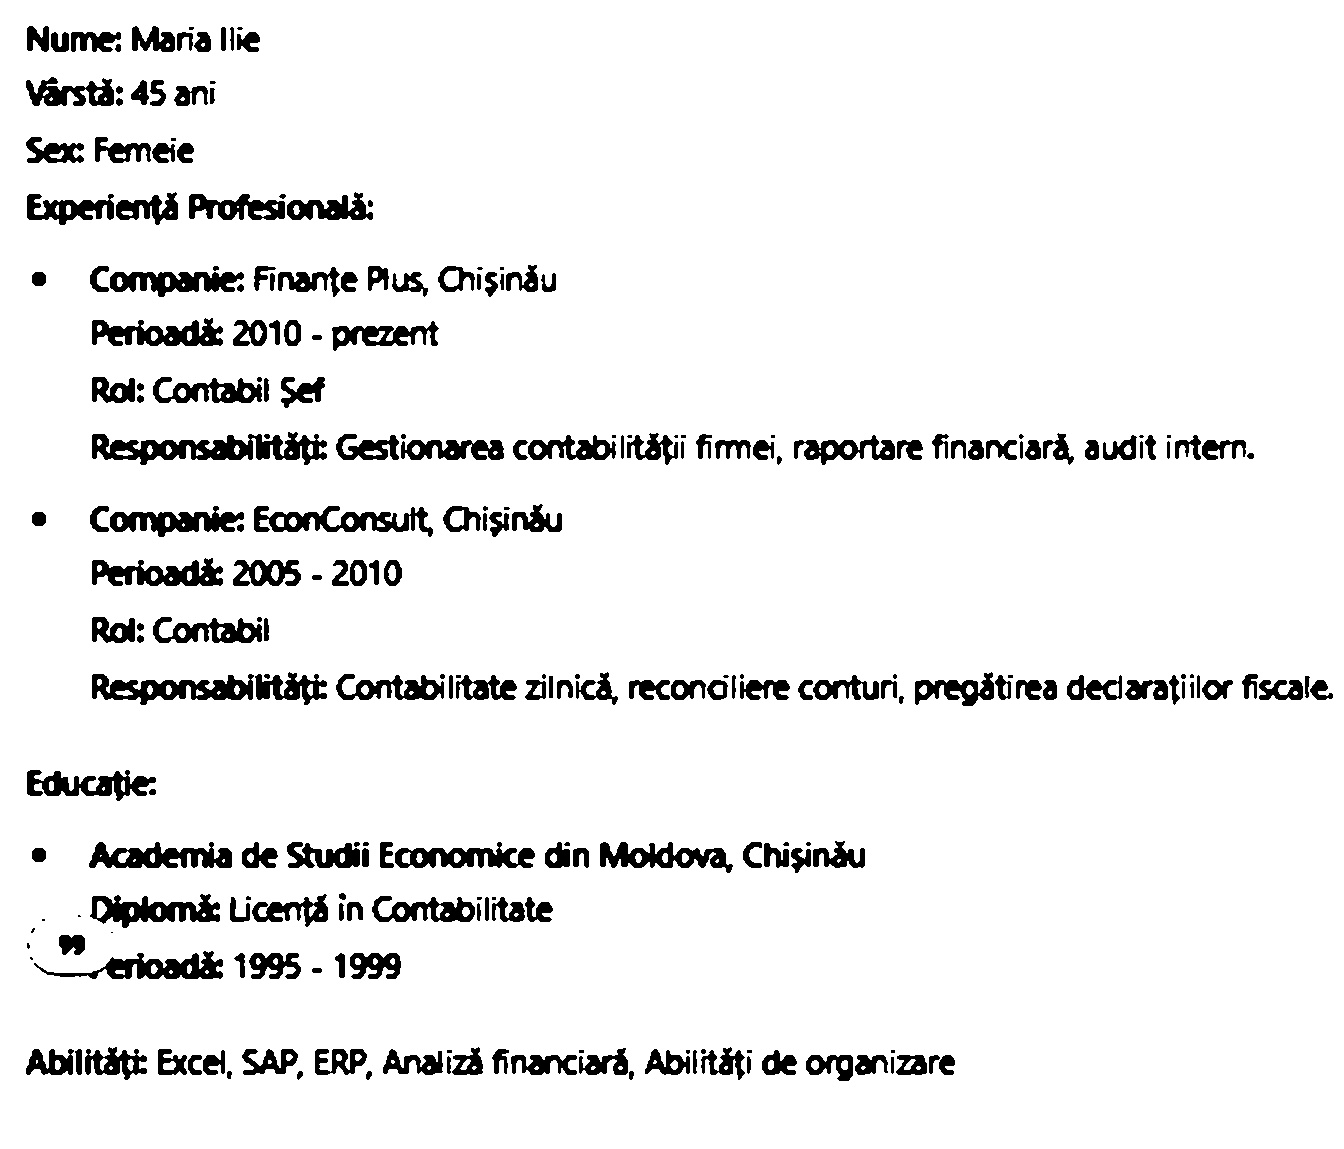 Nume: Maria Ilie
Vârstă: 45 ani
Sex: Femeie
Experiență Profesională:
• Companie: Finanțe Plus, Chișinău
Perioadă: 2010 - prezent
Rol: Contabil Șef
Responsabilități: Gestionarea contabilității firmei, raportare financiară, audit intern.
• Companie: EconConsult, Chișinău
Perioadă: 2005 - 2010
Rol: Contabil
Responsabilități: Contabilitate zilnică, reconciliere conturi, pregătirea declarațiilor fiscale.
Educație:
• Academia de Studii Economice din Moldova, Chișinău
Diplomă: Licență în Contabilitate
Perioadă: 1995 - 1999
Abilități: Excel, SAP, ERP, Analiză financiară, Abilități de organizare